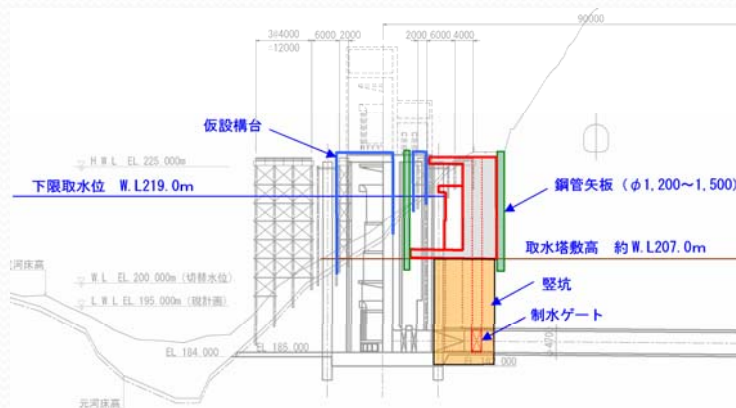 90000
3@4000
=12000
6000
2000
2000
6000
4000
仮設構台
H W L EL 225.000m
下限取水位 W.L219.0m
鋼管矢板（φ1,200～1,500）
取水塔敷高 約W.L207.0m
元河床高
W.L EL 200.000m (切替水位)
L W L EL 195.000m (現計画)
竪坑
制水ゲート
EL 184.000
EL 185.000
φ4700
元河床高